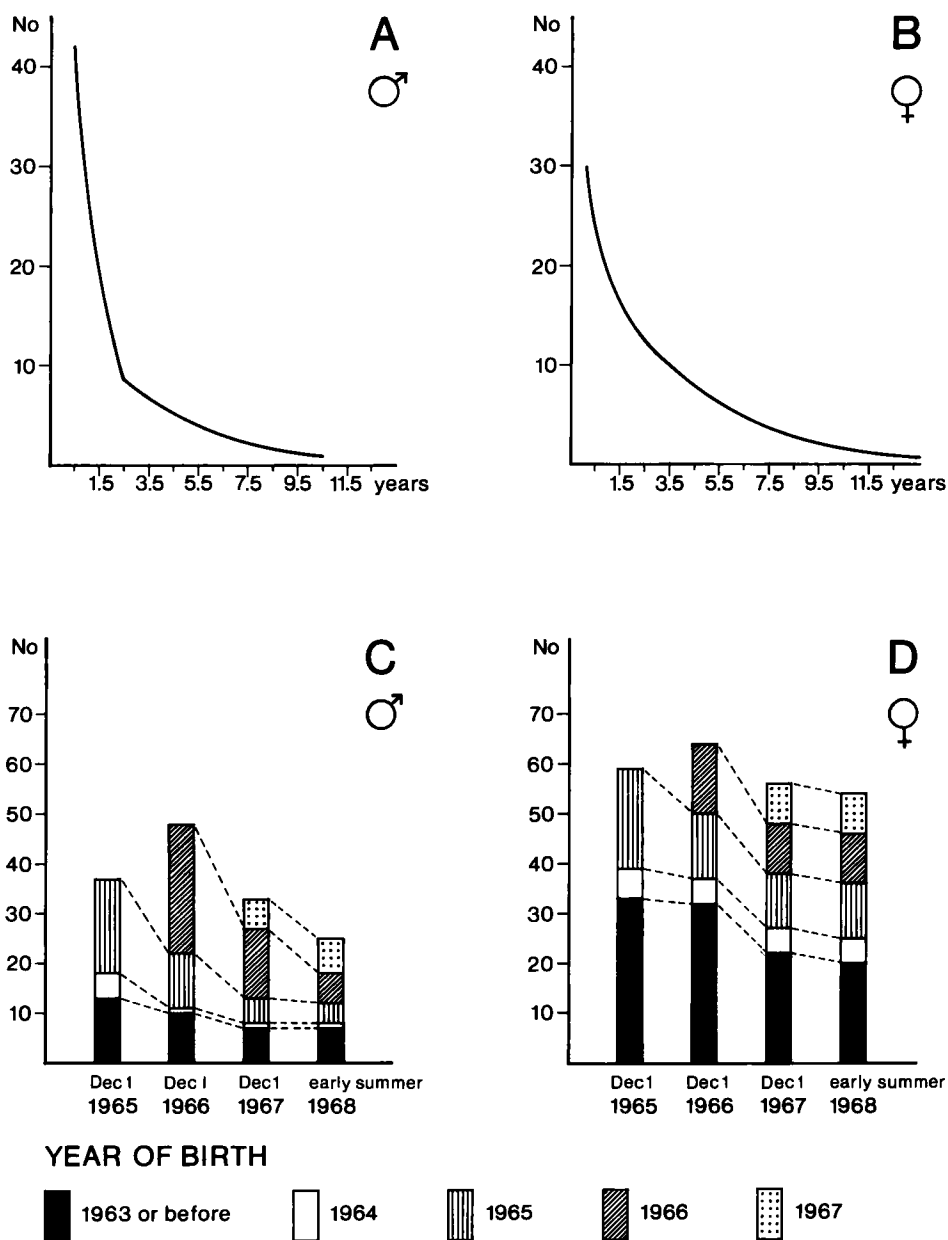 No
A
♂
40
30
20
10
1.5 3.5 5.5 7.5 9.5 11.5 years
No
B
♀
40
30
20
10
1.5 3.5 5.5 7.5 9.5 11.5 years
No
C
♂
70
60
50
40
30
20
10
Dec 1 Dec 1 Dec 1 early summer
1965 1966 1967 1968
No
D
♀
70
60
50
40
30
20
10
Dec 1 Dec 1 Dec 1 early summer
1965 1966 1967 1968
YEAR OF BIRTH
1963 or before 1964 1965 1966 1967